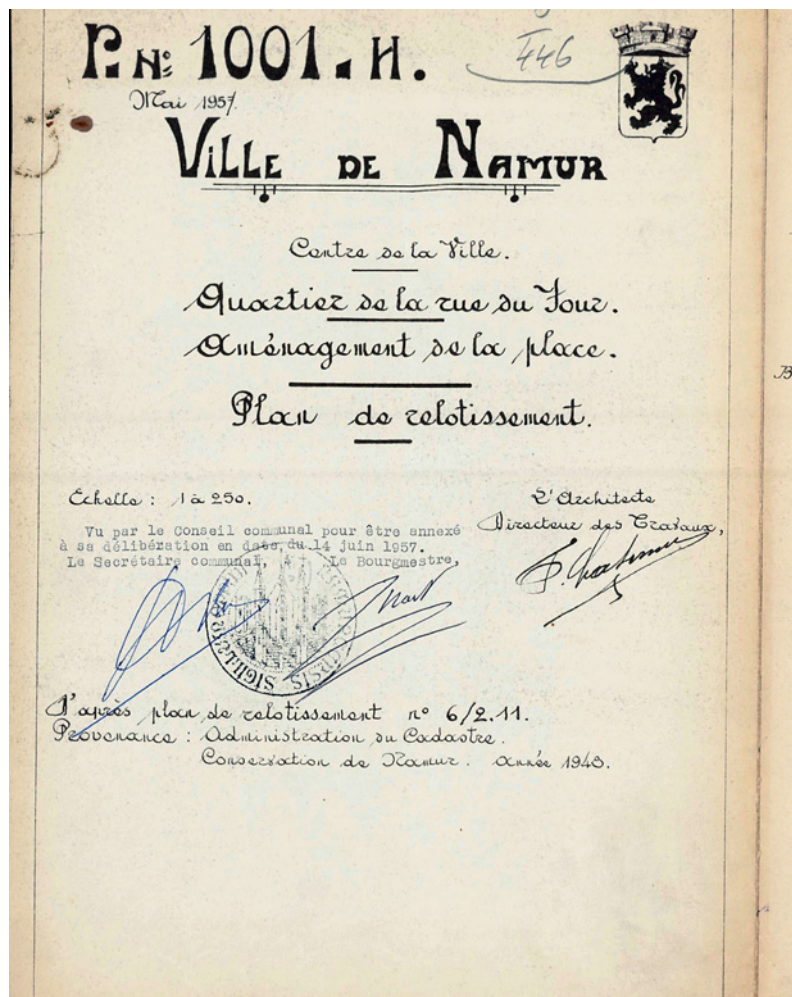 P. Nº: 1001. H.
I 446
Mai 1957.
VILLE DE NAMUR
Centre de la Ville.
Quartier de la rue du Four.
Aménagement de la place.
Plan de relotissement.
Échelle : 1 à 250.
L'Architecte
Directeur des Travaux,
Vu par le Conseil communal pour être annexé
à sa délibération en date du 14 juin 1957.
Le Secrétaire communal, Le Bourgmestre,
D'après plan de relotissement nº 6/2.11.
Provenance : Administration du Cadastre.
Conservation de Namur. Année 1948.
B